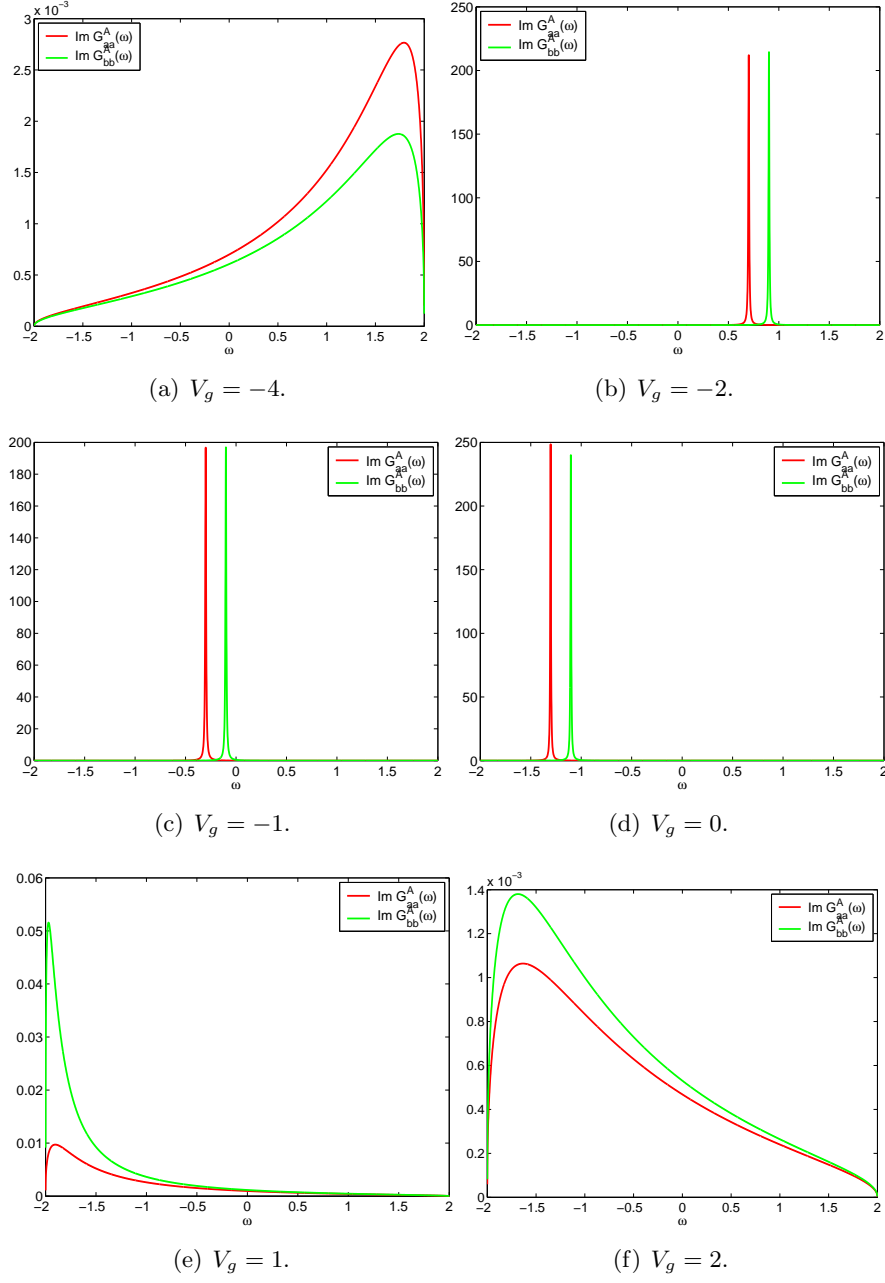 x 10⁻³
3
2.5
2
1.5
1
0.5
0
Im G^A_aa(ω)
Im G^A_bb(ω)
−2 −1.5 −1 −0.5 0 0.5 1 1.5 2
ω
(a) V_g = −4.
250
200
150
100
50
0
Im G^A_aa(ω)
Im G^A_bb(ω)
−2 −1.5 −1 −0.5 0 0.5 1 1.5 2
ω
(b) V_g = −2.
200
180
160
140
120
100
80
60
40
20
0
Im G^A_aa(ω)
Im G^A_bb(ω)
−2 −1.5 −1 −0.5 0 0.5 1 1.5 2
ω
(c) V_g = −1.
250
200
150
100
50
0
Im G^A_aa(ω)
Im G^A_bb(ω)
−2 −1.5 −1 −0.5 0 0.5 1 1.5 2
ω
(d) V_g = 0.
0.06
0.05
0.04
0.03
0.02
0.01
0
Im G^A_aa(ω)
Im G^A_bb(ω)
−2 −1.5 −1 −0.5 0 0.5 1 1.5 2
ω
(e) V_g = 1.
x 10⁻³
1.4
1.2
1
0.8
0.6
0.4
0.2
0
Im G^A_aa(ω)
Im G^A_bb(ω)
−2 −1.5 −1 −0.5 0 0.5 1 1.5 2
ω
(f) V_g = 2.